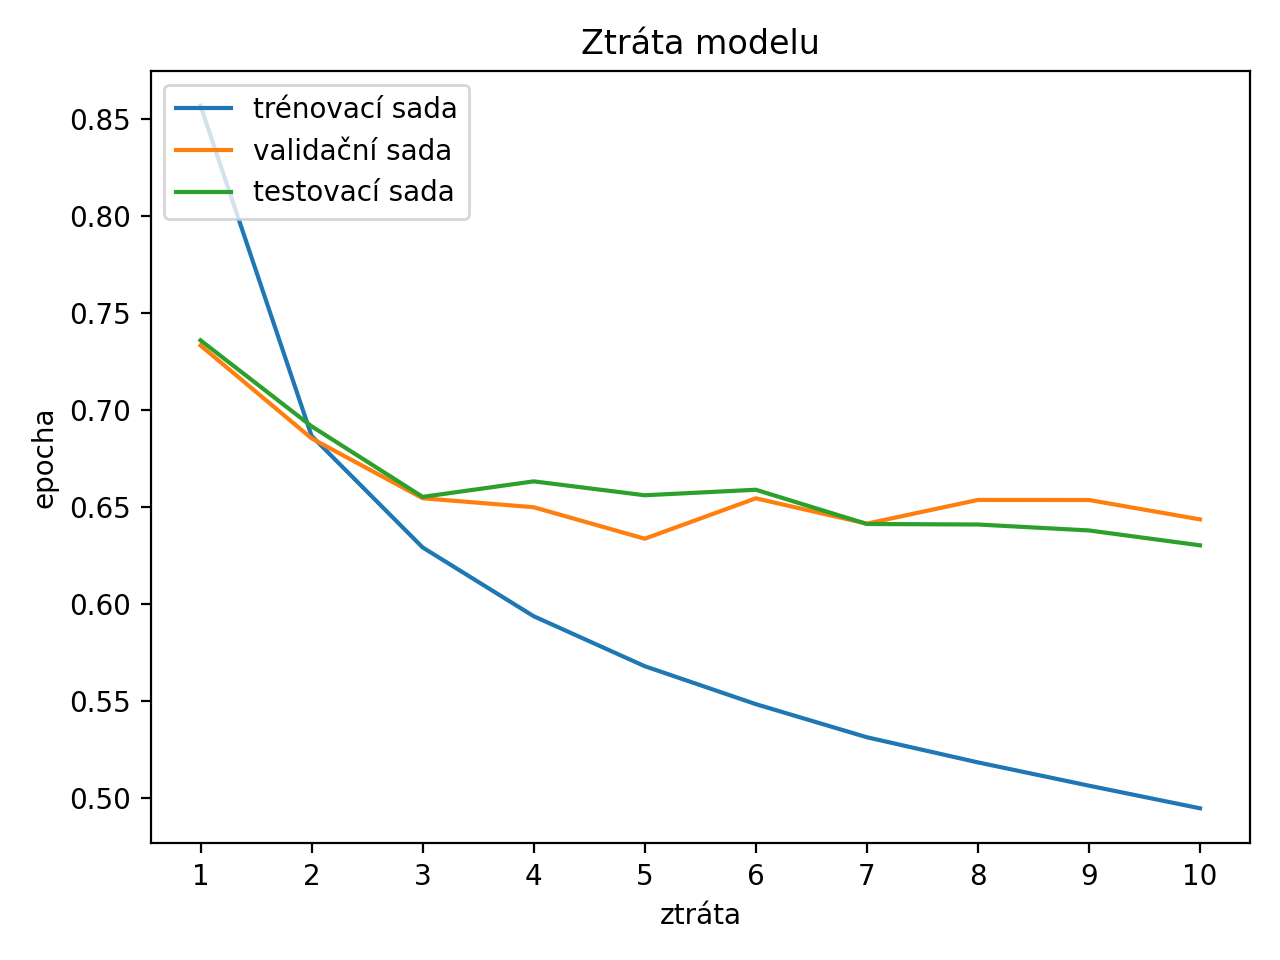 Ztráta modelu
trénovací sada
validační sada
testovací sada
0.85
0.80
0.75
0.70
0.65
0.60
0.55
0.50
epocha
1 2 3 4 5 6 7 8 9 10
ztráta